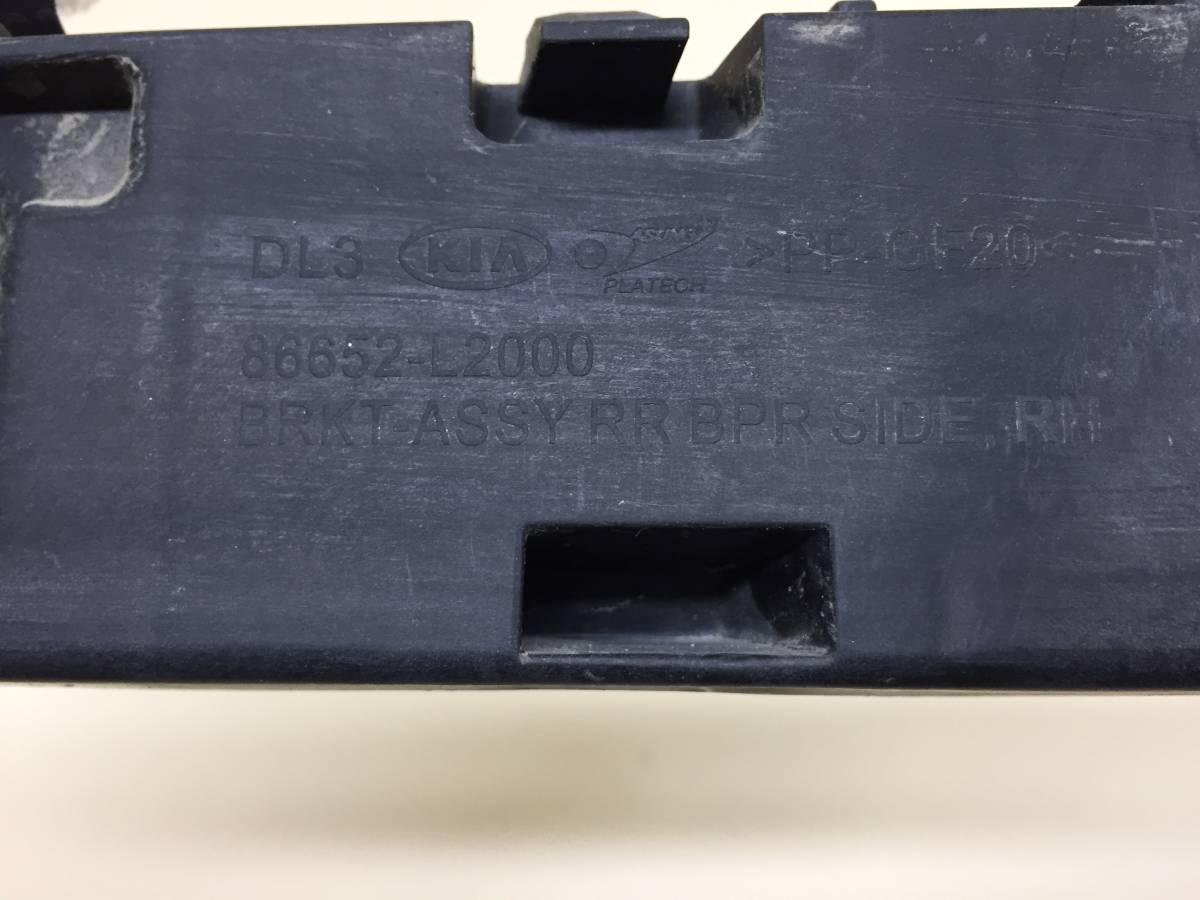 DL3 KIA PLATECH >PP-GF20<
86652-L2000
BRKT-ASSY RR BPR SIDE, RH